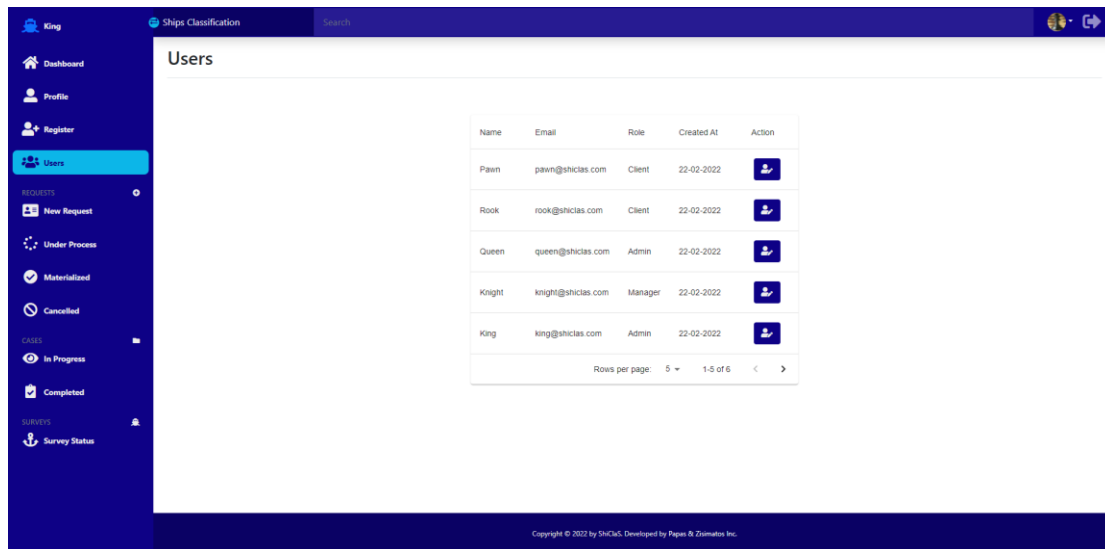 King
Ships Classification
Search
Dashboard
Profile
Register
Users
REQUESTS
New Request
Under Process
Materialized
Cancelled
CASES
In Progress
Completed
SURVEYS
Survey Status
Users
Name Email Role Created At Action
Pawn pawn@shiclas.com Client 22-02-2022
Rook rook@shiclas.com Client 22-02-2022
Queen queen@shiclas.com Admin 22-02-2022
Knight knight@shiclas.com Manager 22-02-2022
King king@shiclas.com Admin 22-02-2022
Rows per page: 5 1-5 of 6
Copyright © 2022 by ShiClaS. Developed by Papas & Zisimatos Inc.